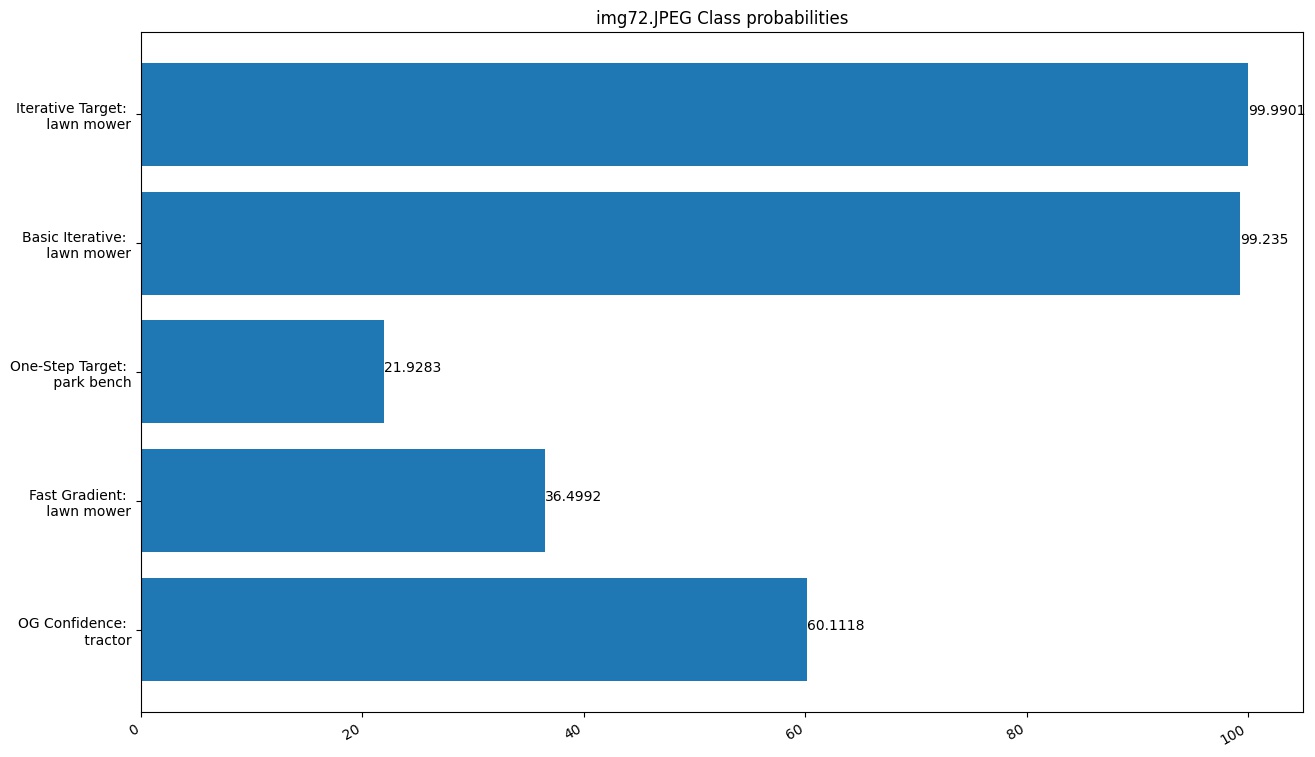 img72.JPEG Class probabilities
Iterative Target:
lawn mower
99.9901
Basic Iterative:
lawn mower
99.235
One-Step Target:
park bench
21.9283
Fast Gradient:
lawn mower
36.4992
OG Confidence:
tractor
60.1118
0
20
40
60
80
100